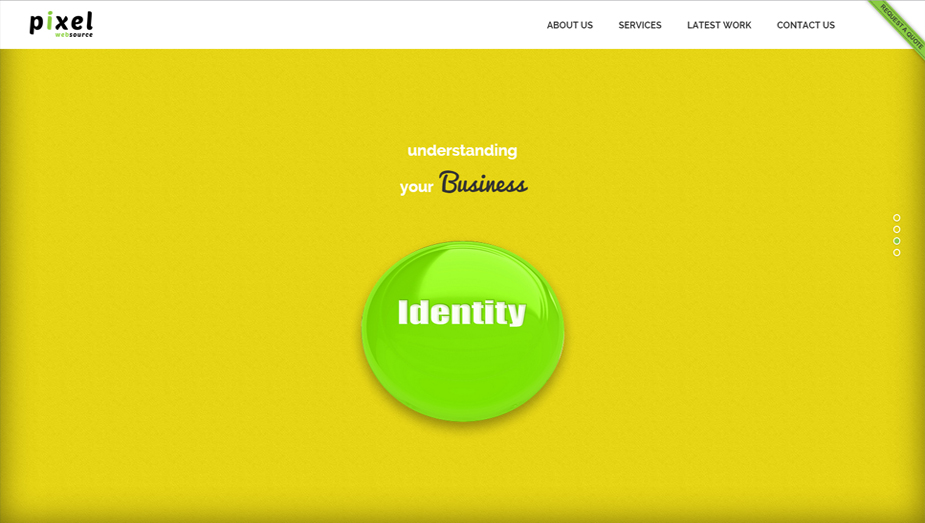 pixel
websource
ABOUT US
SERVICES
LATEST WORK
CONTACT US
REQUEST A QUOTE
understanding
your Business
Identity